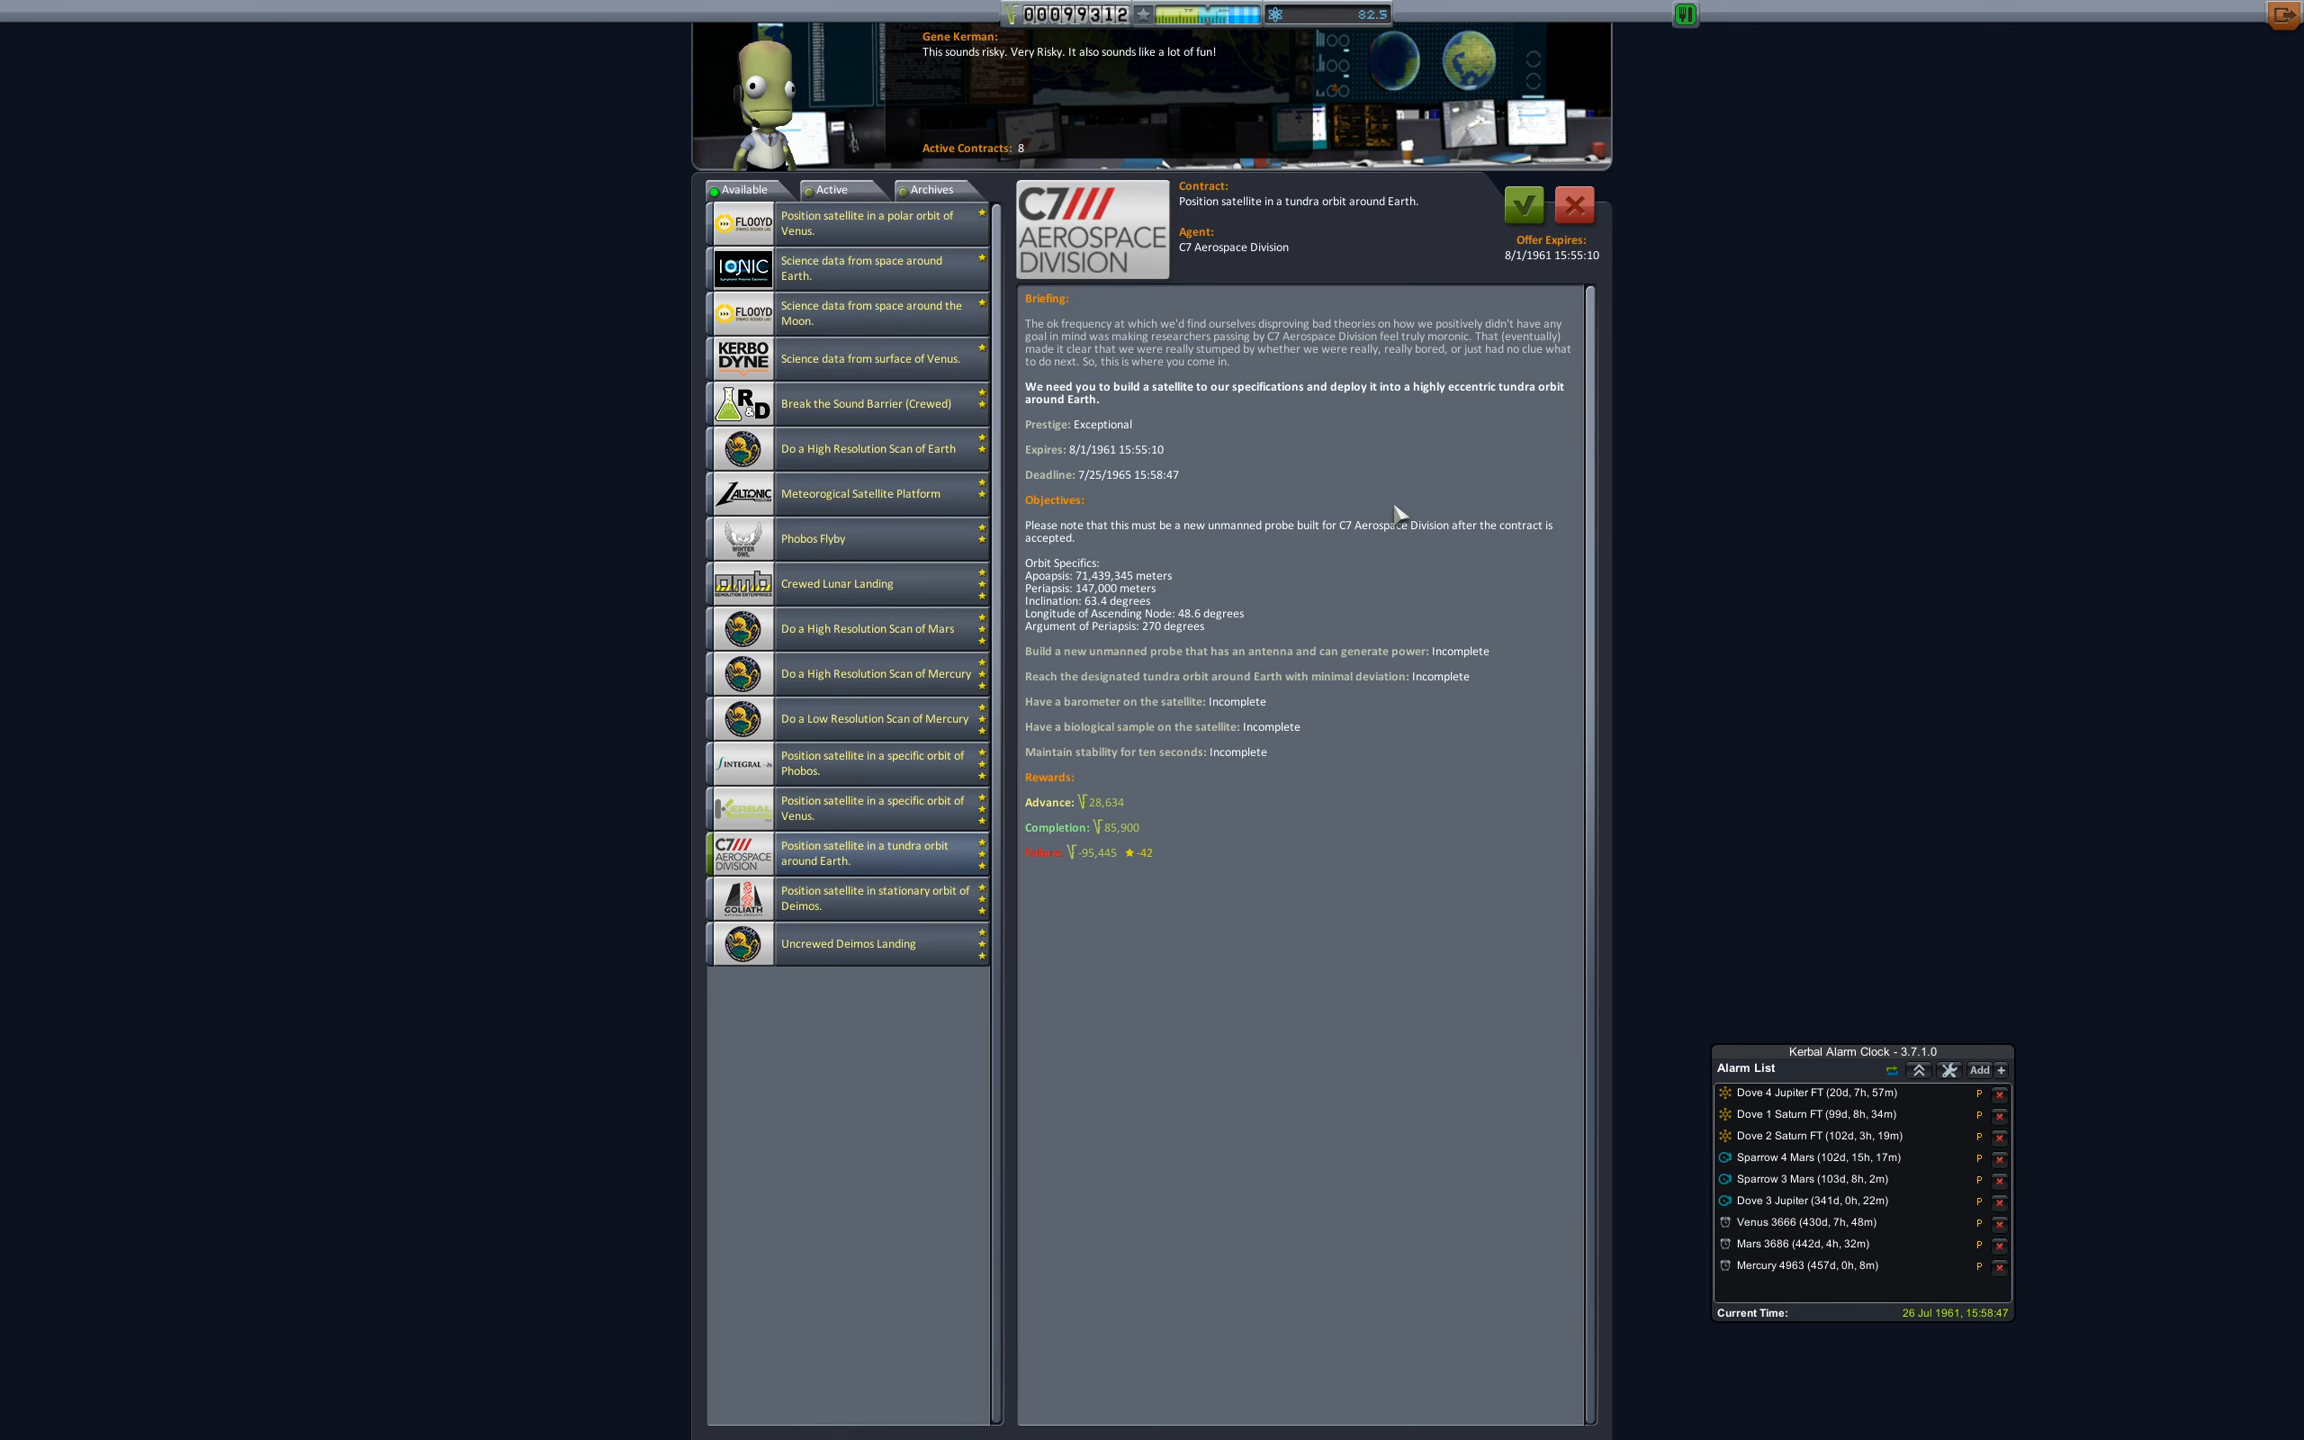 00099312
82.5
Gene Kerman:
This sounds risky. Very Risky. It also sounds like a lot of fun!
Active Contracts: 8
Available
Active
Archives
FLOOYD
Position satellite in a polar orbit of
Venus.
IONIC
Science data from space around
Earth.
FLOOYD
Science data from space around the
Moon.
KERBO
DYNE
Science data from surface of Venus.
R&D
Break the Sound Barrier (Crewed)
Do a High Resolution Scan of Earth
ZALTONIC
Meteorogical Satellite Platform
WINTER
OWL
Phobos Flyby
Crewed Lunar Landing
Do a High Resolution Scan of Mars
Do a High Resolution Scan of Mercury
Do a Low Resolution Scan of Mercury
INTEGRAL
Position satellite in a specific orbit of
Phobos.
KERBAL
Position satellite in a specific orbit of
Venus.
C7///
AEROSPACE
DIVISION
Position satellite in a tundra orbit
around Earth.
GOLIATH
Position satellite in stationary orbit of
Deimos.
Uncrewed Deimos Landing
C7///
AEROSPACE
DIVISION
Contract:
Position satellite in a tundra orbit around Earth.
Agent:
C7 Aerospace Division
Offer Expires:
8/1/1961 15:55:10
Briefing:
The ok frequency at which we'd find ourselves disproving bad theories on how we positively didn't have any
goal in mind was making researchers passing by C7 Aerospace Division feel truly moronic. That (eventually)
made it clear that we were really stumped by whether we were really, really bored, or just had no clue what
to do next. So, this is where you come in.
We need you to build a satellite to our specifications and deploy it into a highly eccentric tundra orbit
around Earth.
Prestige: Exceptional
Expires: 8/1/1961 15:55:10
Deadline: 7/25/1965 15:58:47
Objectives:
Please note that this must be a new unmanned probe built for C7 Aerospace Division after the contract is
accepted.
Orbit Specifics:
Apoapsis: 71,439,345 meters
Periapsis: 147,000 meters
Inclination: 63.4 degrees
Longitude of Ascending Node: 48.6 degrees
Argument of Periapsis: 270 degrees
Build a new unmanned probe that has an antenna and can generate power: Incomplete
Reach the designated tundra orbit around Earth with minimal deviation: Incomplete
Have a barometer on the satellite: Incomplete
Have a biological sample on the satellite: Incomplete
Maintain stability for ten seconds: Incomplete
Rewards:
Advance: 28,634
Completion: 85,900
Failure: -95,445 -42
Kerbal Alarm Clock - 3.7.1.0
Alarm List
Add +
Dove 4 Jupiter FT (20d, 7h, 57m) P
Dove 1 Saturn FT (99d, 8h, 34m) P
Dove 2 Saturn FT (102d, 3h, 19m) P
Sparrow 4 Mars (102d, 15h, 17m) P
Sparrow 3 Mars (103d, 8h, 2m) P
Dove 3 Jupiter (341d, 0h, 22m) P
Venus 3666 (430d, 7h, 48m) P
Mars 3686 (442d, 4h, 32m) P
Mercury 4963 (457d, 0h, 8m) P
Current Time: 26 Jul 1961, 15:58:47